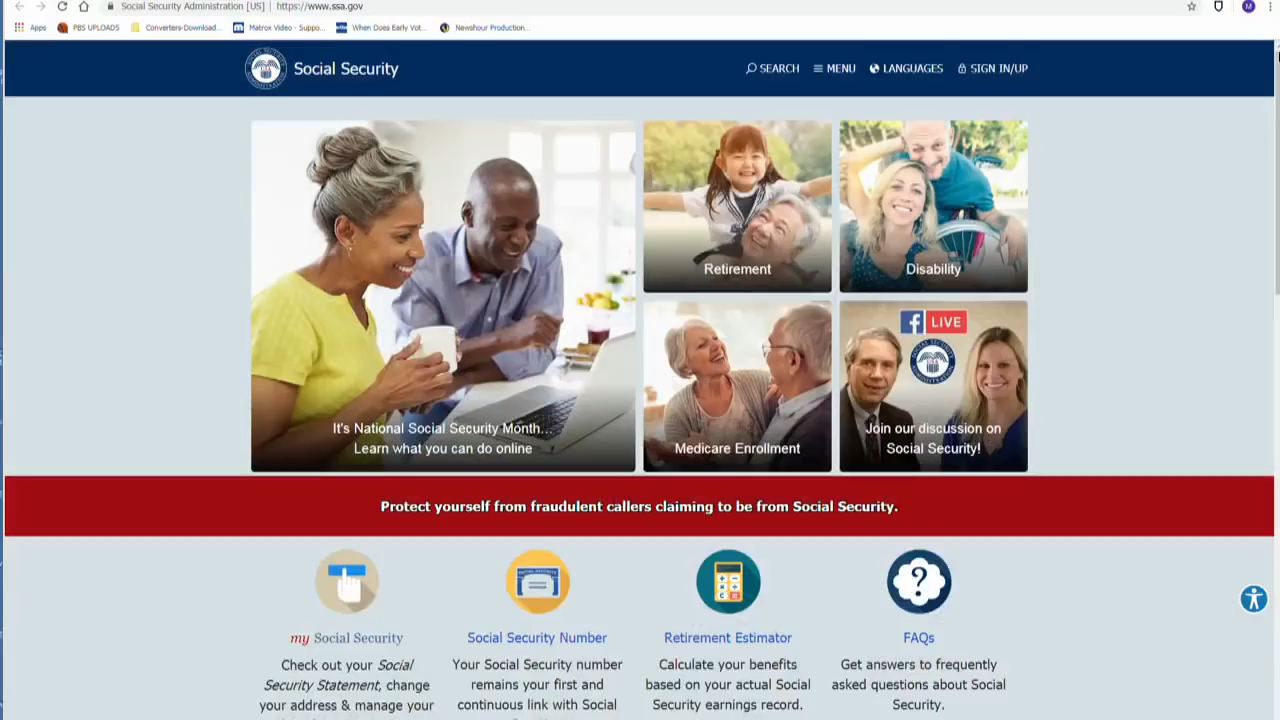 Social Security Administration [US] | https://www.ssa.gov
Apps PBS UPLOADS Converters-Download... Matrox Video - Suppo... When Does Early Vot... Newshour Production...
Social Security
SEARCH MENU LANGUAGES SIGN IN/UP
Retirement
Disability
It's National Social Security Month...
Learn what you can do online
Medicare Enrollment
LIVE
Join our discussion on
Social Security!
Protect yourself from fraudulent callers claiming to be from Social Security.
my Social Security
Check out your Social
Security Statement, change
your address & manage your
Social Security Number
Your Social Security number
remains your first and
continuous link with Social
Retirement Estimator
Calculate your benefits
based on your actual Social
Security earnings record.
FAQs
Get answers to frequently
asked questions about Social
Security.